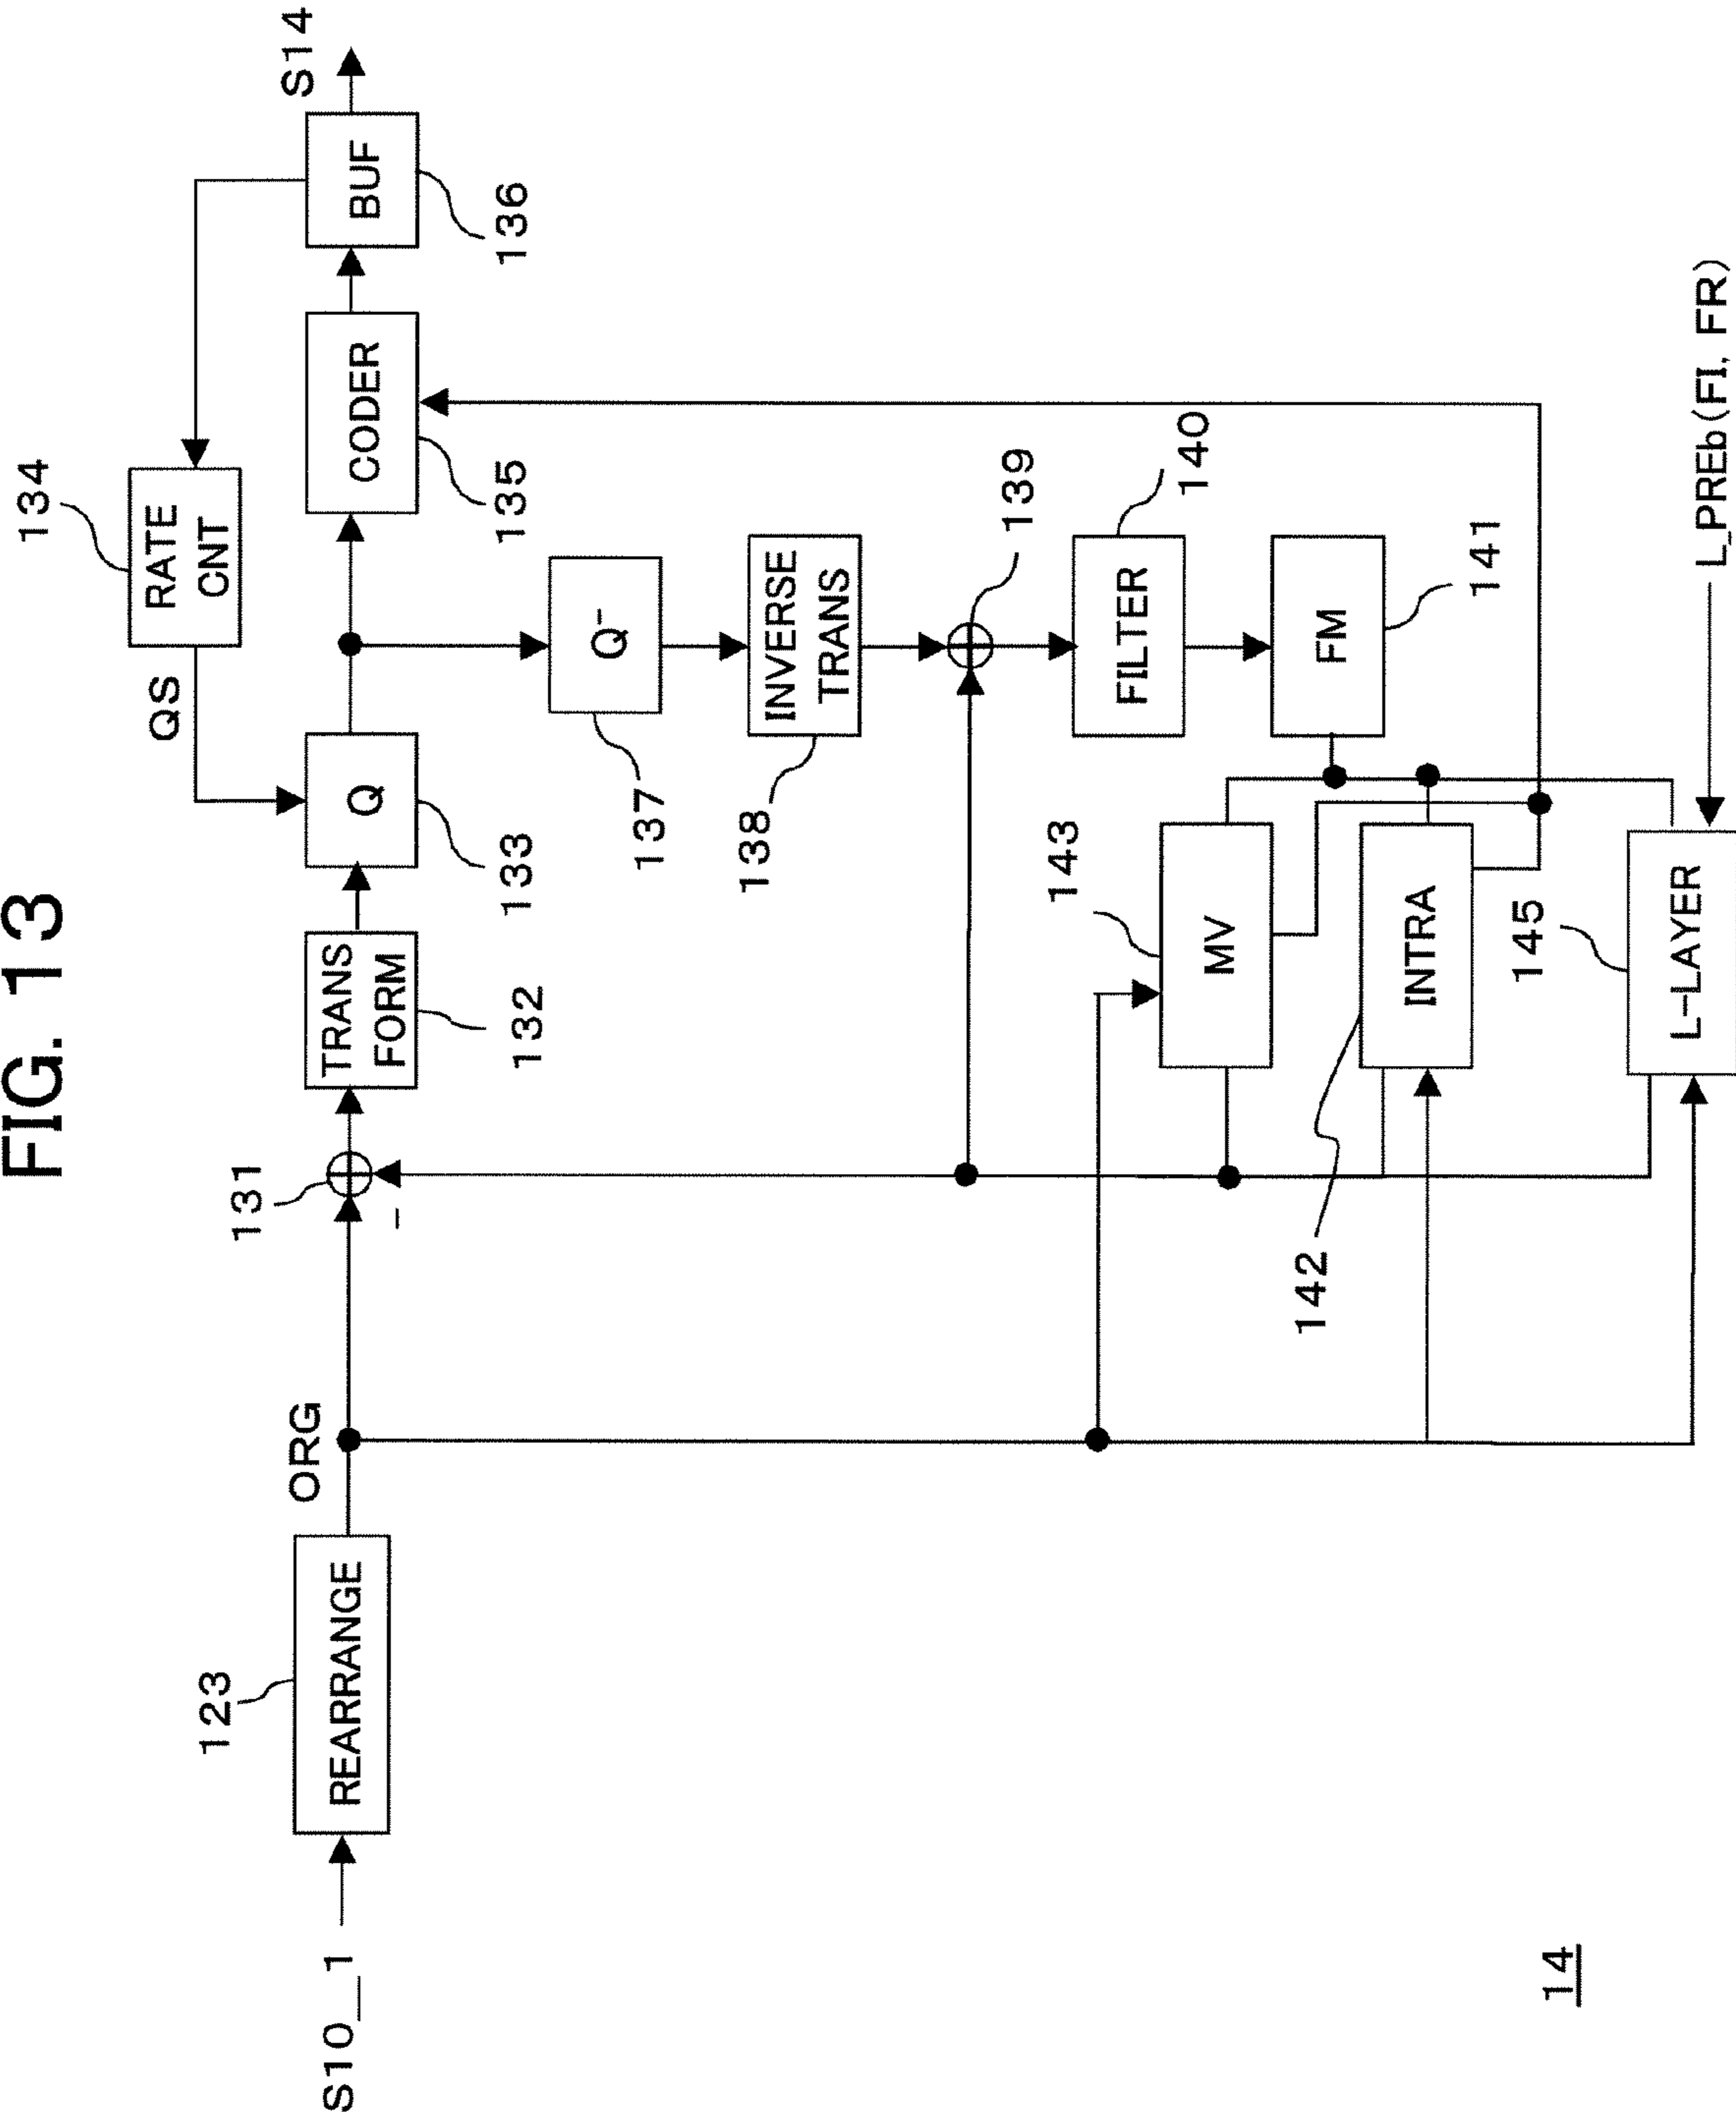 FIG. 13
134
RATE
CNT
QS
S10__1
123
REARRANGE
ORG
131
−
TRANS
FORM
132
Q
133
CODER
135
BUF
136
S14
Q⁻
137
INVERSE
TRANS
138
139
FILTER
140
FM
141
143
MV
142
INTRA
145
L-LAYER
L_PREb(FI, FR)
14